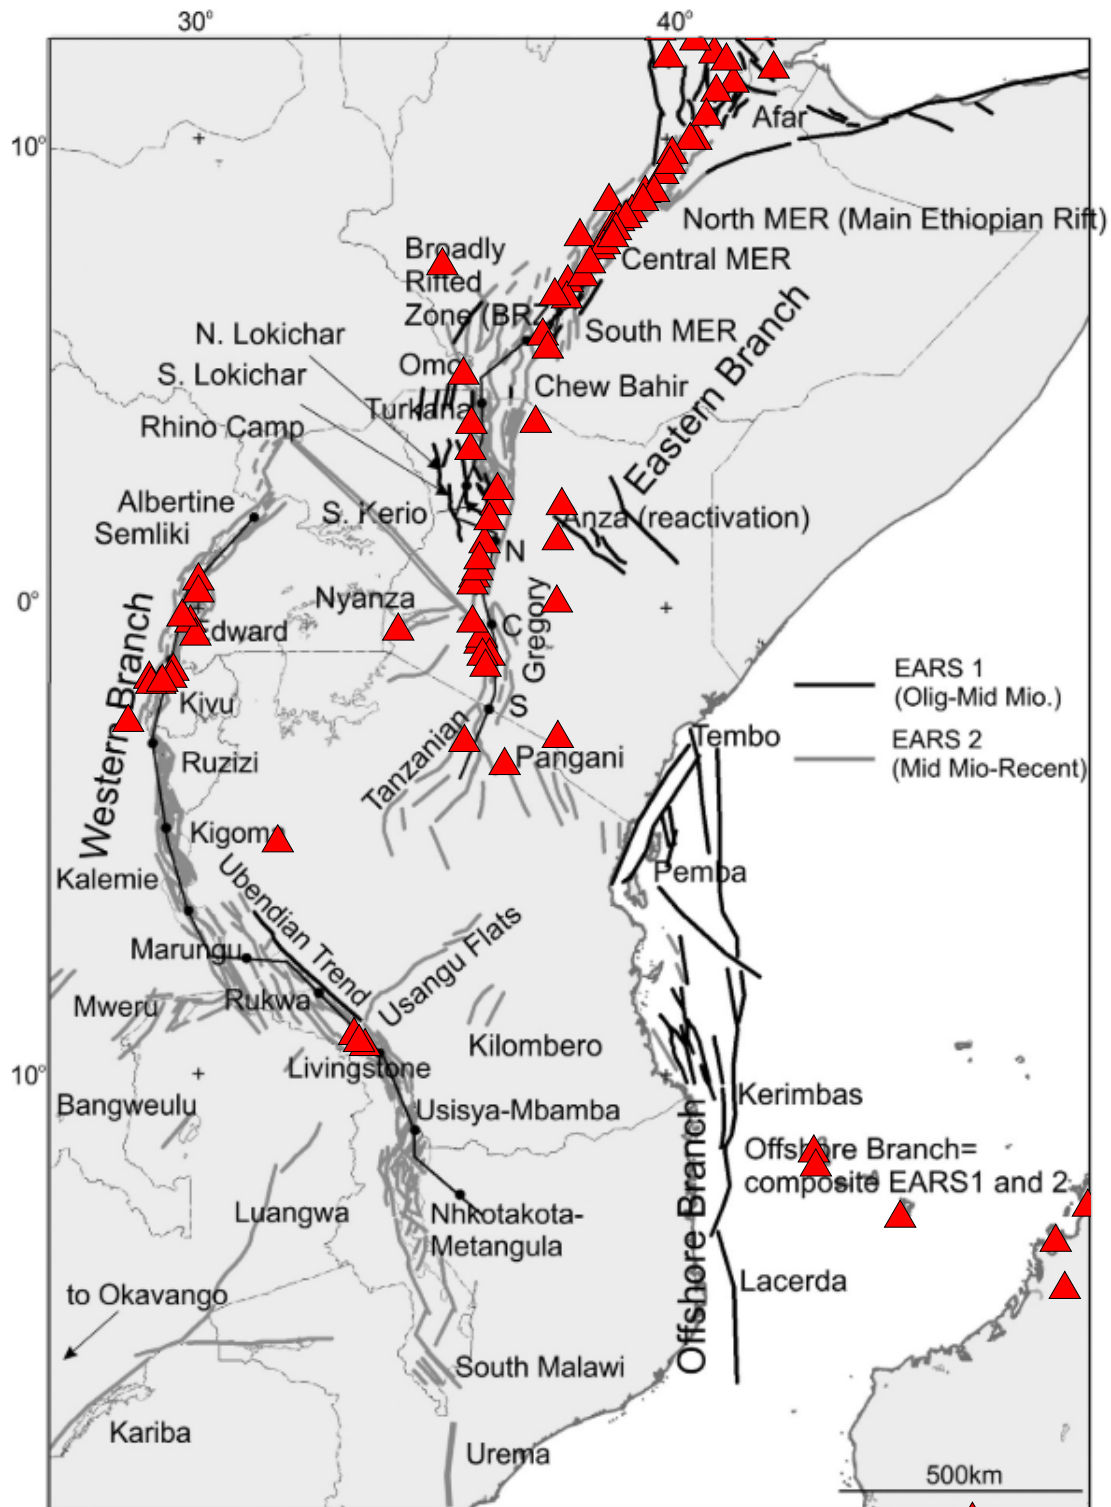 30°
40°
10°
Afar
North MER (Main Ethiopian Rift)
Broadly
Rifted
Zone (BR
Central MER
N. Lokichar
South MER
S. Lokichar
Omo
Chew Bahir
Turkana
Rhino Camp
Eastern Branch
Albertine
Semliki
S. Kerio
Anza (reactivation)
N
0°
Nyanza
Gregory
C
Edward
Western Branch
Kivu
EARS 1
(Olig-Mid Mio.)
S
EARS 2
(Mid Mio-Recent)
Tembo
Ruzizi
Tanzanian
Pangani
Kigoma
Kalemie
Pemba
Ubendian Trend
Usangu Flats
Marungu
Mweru
Rukwa
Kilombero
10°
Livingstone
Bangweulu
Usisya-Mbamba
Kerimbas
Offshore Branch
Offshore Branch=
composite EARS1 and 2
Luangwa
Nhkotakota-
Metangula
to Okavango
Lacerda
South Malawi
Kariba
Urema
500km